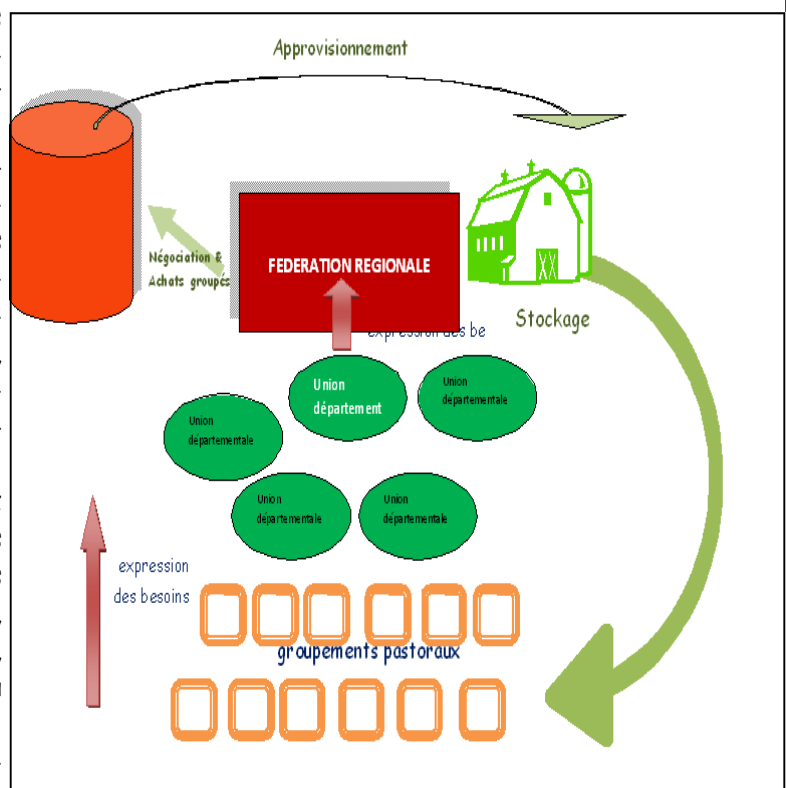 Approvisionnement
Négociation &
Achats groupés
FEDERATION REGIONALE
Stockage
expression des be
Union
département
Union
départementale
Union
départementale
Union
départementale
Union
départementale
expression
des besoins
groupements pastoraux